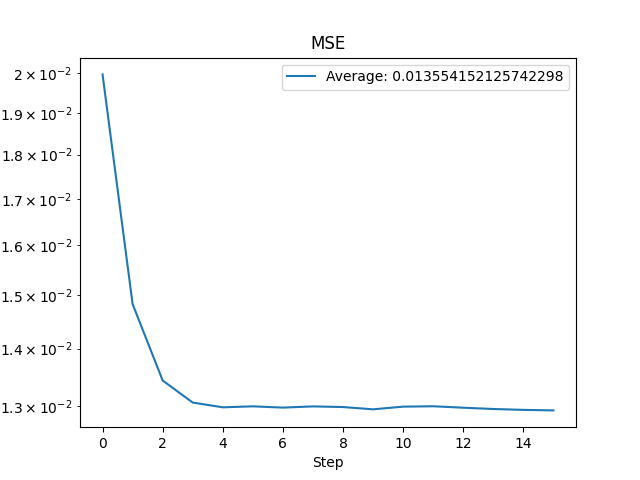 MSE
Average: 0.013554152125742298
2 × 10⁻²
1.9 × 10⁻²
1.8 × 10⁻²
1.7 × 10⁻²
1.6 × 10⁻²
1.5 × 10⁻²
1.4 × 10⁻²
1.3 × 10⁻²
0 2 4 6 8 10 12 14
Step